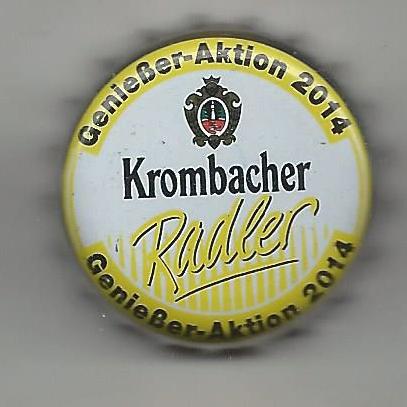 Genießer-Aktion 2014
Krombacher
Radler
Genießer-Aktion 2014